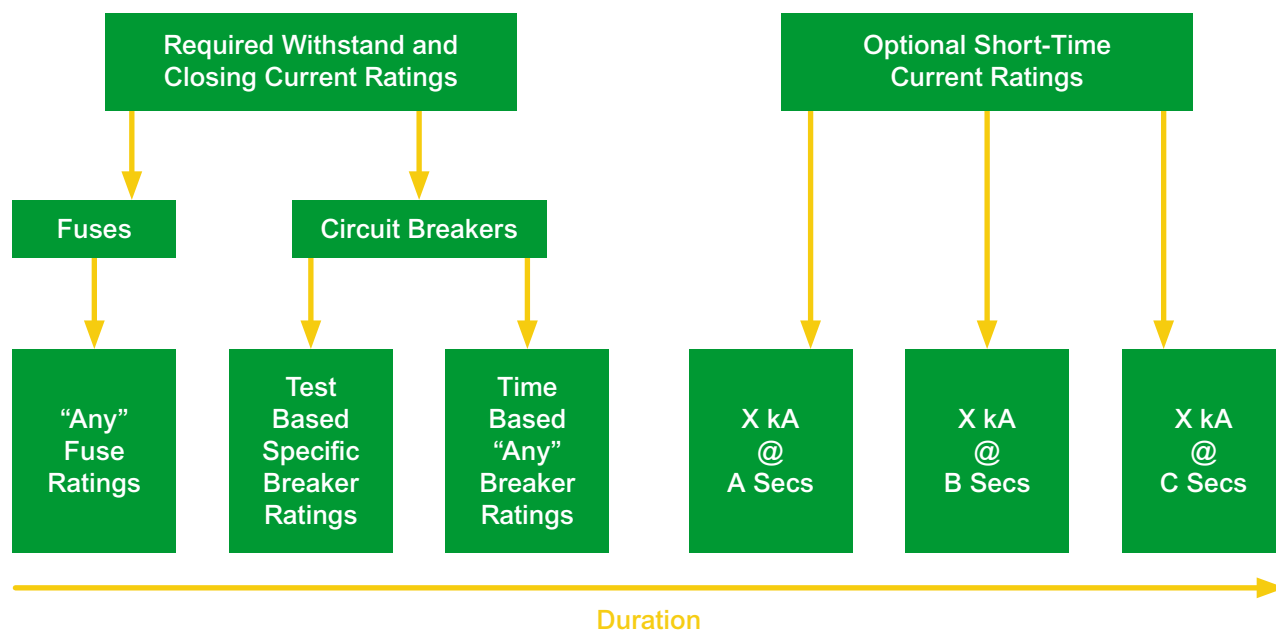 Required Withstand and
Closing Current Ratings
Optional Short-Time
Current Ratings
Fuses
Circuit Breakers
“Any”
Fuse
Ratings
Test
Based
Specific
Breaker
Ratings
Time
Based
“Any”
Breaker
Ratings
X kA
@
A Secs
X kA
@
B Secs
X kA
@
C Secs
Duration